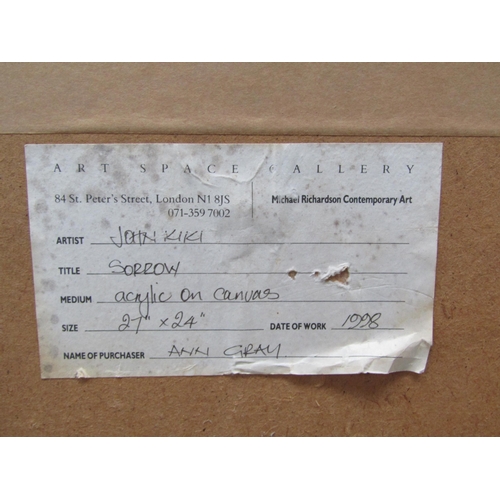 ART SPACE GALLERY
84 St. Peter's Street, London N1 8JS
071-359 7002
Michael Richardson Contemporary Art
ARTIST JOHN KIKI
TITLE SORROW
MEDIUM acrylic on canvas
SIZE 27" x 24" DATE OF WORK 1998
NAME OF PURCHASER ANN GRAY